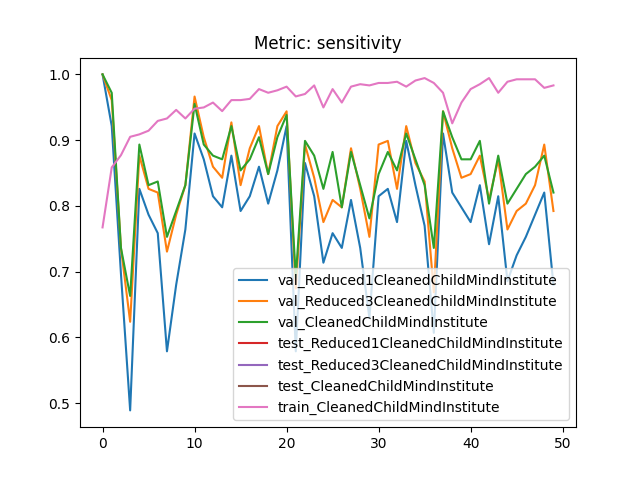 Metric: sensitivity
1.0
0.9
0.8
0.7
0.6
0.5
val_Reduced1CleanedChildMindInstitute
val_Reduced3CleanedChildMindInstitute
val_CleanedChildMindInstitute
test_Reduced1CleanedChildMindInstitute
test_Reduced3CleanedChildMindInstitute
test_CleanedChildMindInstitute
train_CleanedChildMindInstitute
0 10 20 30 40 50